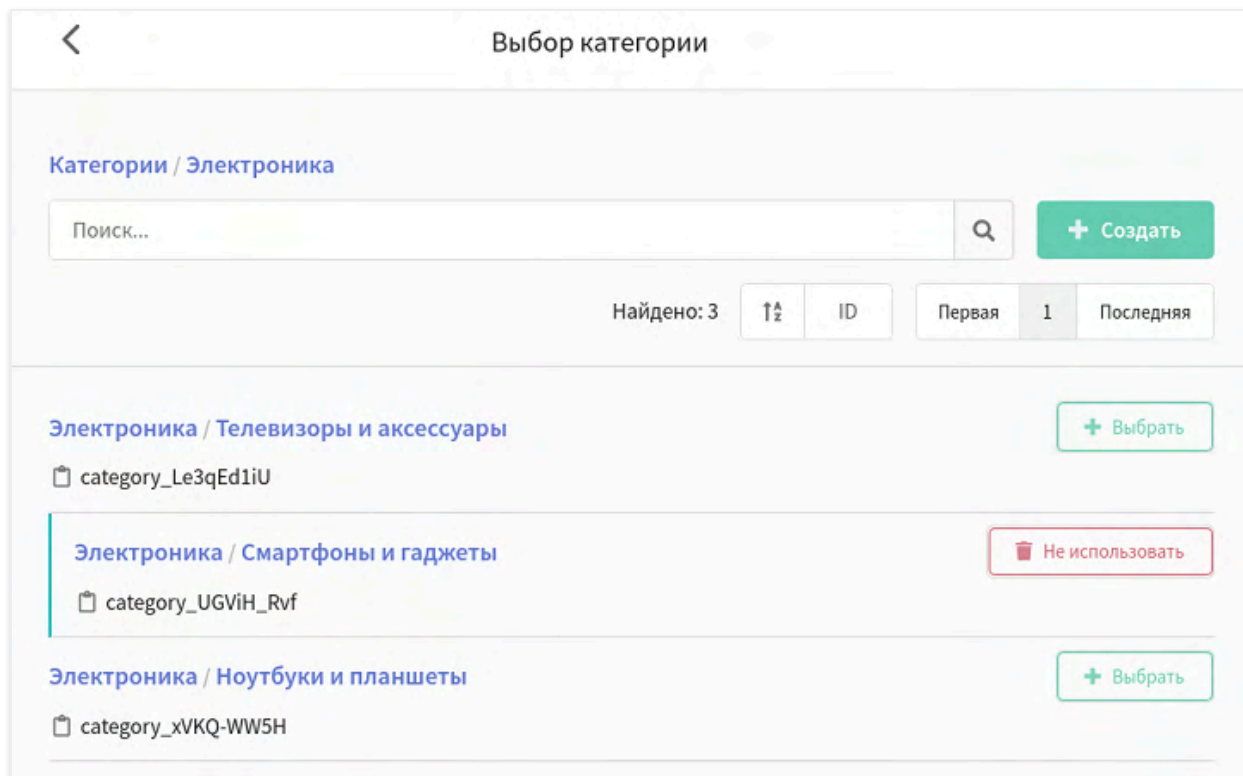 Выбор категории
Категории / Электроника
Поиск...
Создать
Найдено: 3 ID Первая 1 Последняя
Электроника / Телевизоры и аксессуары Выбрать
category_Le3qEd1iU
Электроника / Смартфоны и гаджеты Не использовать
category_UGViH_Rvf
Электроника / Ноутбуки и планшеты Выбрать
category_xVKQ-WW5H